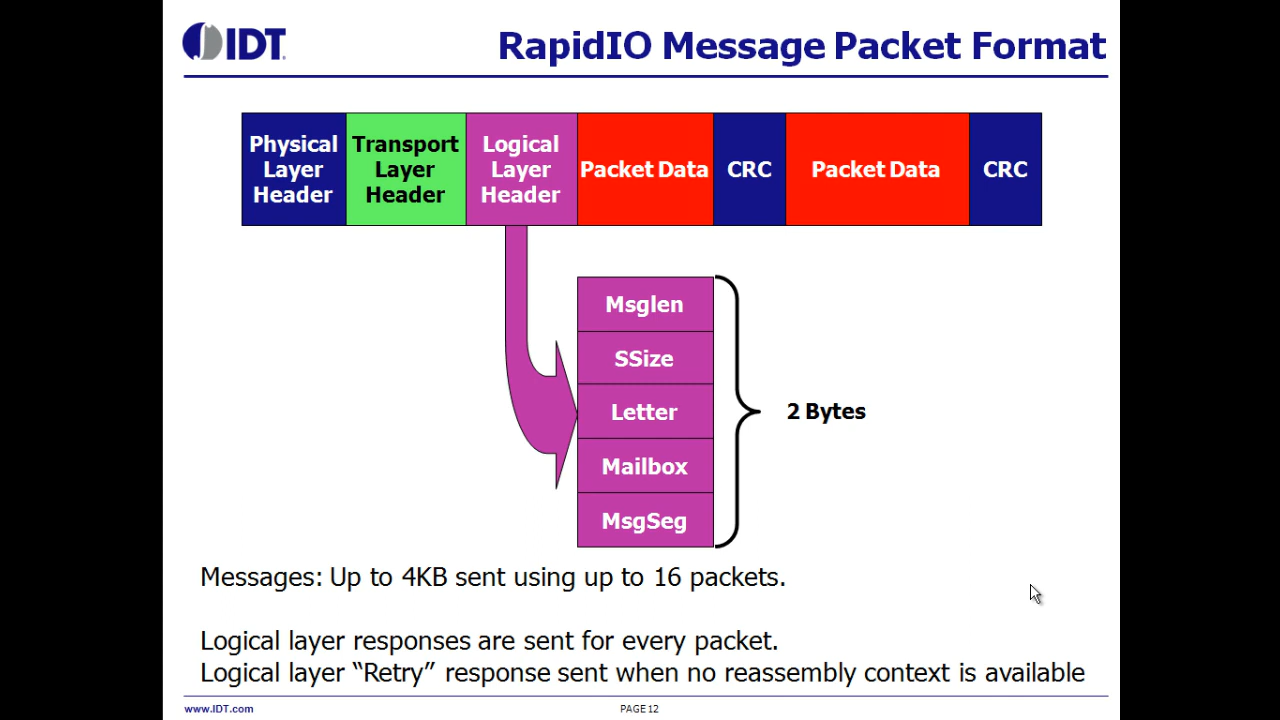 IDT
RapidIO Message Packet Format
Physical
Layer
Header
Transport
Layer
Header
Logical
Layer
Header
Packet Data
CRC
Packet Data
CRC
Msglen
SSize
Letter
Mailbox
MsgSeg
2 Bytes
Messages: Up to 4KB sent using up to 16 packets.
Logical layer responses are sent for every packet.
Logical layer “Retry” response sent when no reassembly context is available
www.IDT.com
PAGE 12